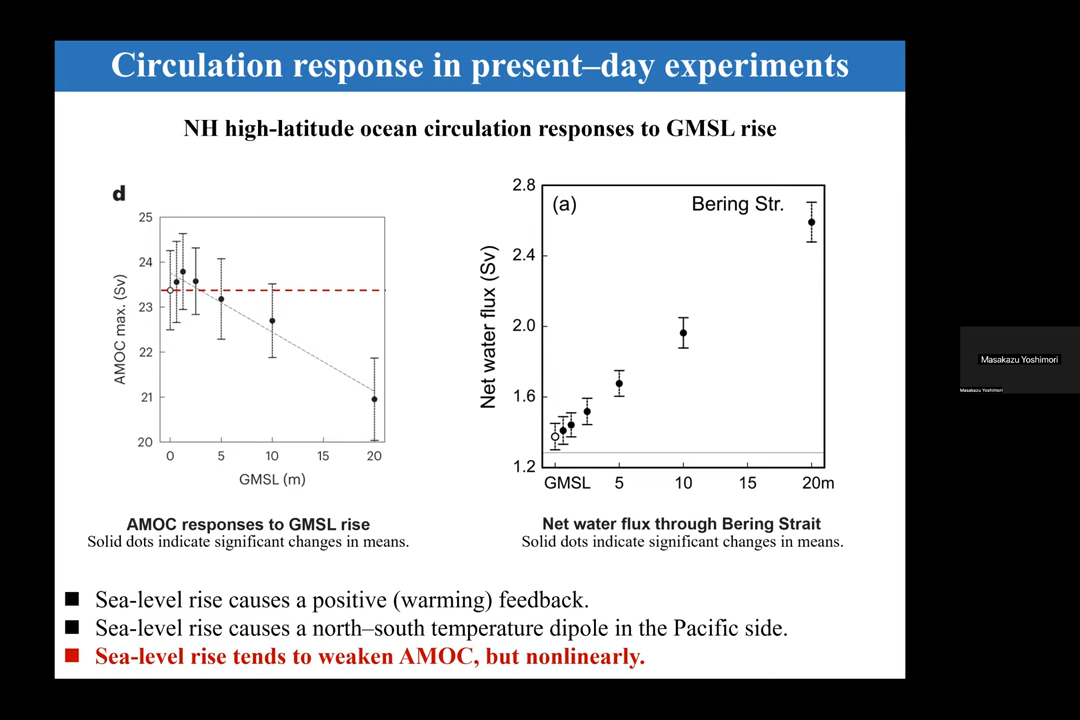 Circulation response in present–day experiments
NH high-latitude ocean circulation responses to GMSL rise
d
25
24
23
22
21
20
AMOC max. (Sv)
0 5 10 15 20
GMSL (m)
AMOC responses to GMSL rise
Solid dots indicate significant changes in means.
(a) Bering Str.
2.8
2.4
2.0
1.6
1.2
Net water flux (Sv)
GMSL 5 10 15 20m
Net water flux through Bering Strait
Solid dots indicate significant changes in means.
Sea-level rise causes a positive (warming) feedback.
Sea-level rise causes a north–south temperature dipole in the Pacific side.
Sea-level rise tends to weaken AMOC, but nonlinearly.
Masakazu Yoshimori
Masakazu Yoshimori